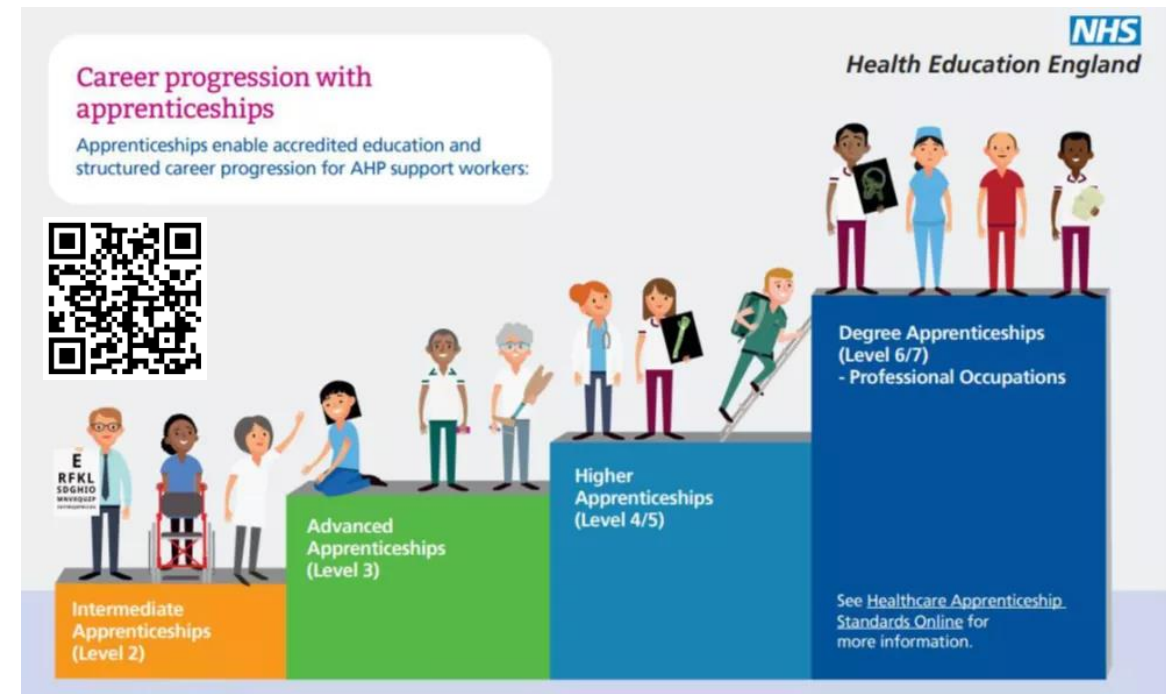 NHS
Health Education England
Career progression with
apprenticeships
Apprenticeships enable accredited education and
structured career progression for AHP support workers:
E
RFKL
SDGHIO
Degree Apprenticeships
(Level 6/7)
- Professional Occupations
Higher
Apprenticeships
(Level 4/5)
Advanced
Apprenticeships
(Level 3)
Intermediate
Apprenticeships
(Level 2)
See Healthcare Apprenticeship
Standards Online for
more information.